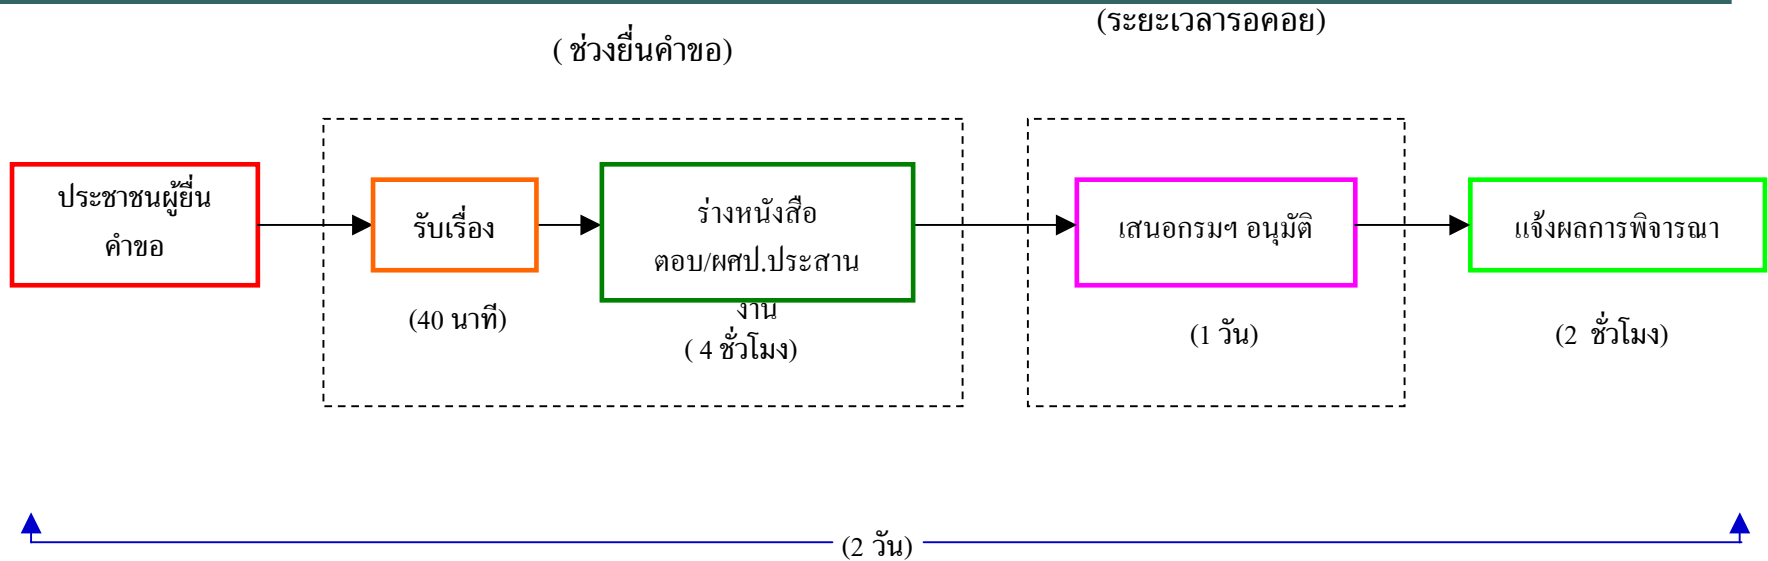 (ระยะเวลารอคอย)
( ช่วงยื่นคำขอ)
ประชาชนผู้ยื่น
คำขอ
รับเรื่อง
(40 นาที)
ร่างหนังสือ
ตอบ/ผศป.ประสาน
งาน
( 4 ชั่วโมง)
เสนอกรมฯ อนุมัติ
(1 วัน)
แจ้งผลการพิจารณา
(2 ชั่วโมง)
(2 วัน)